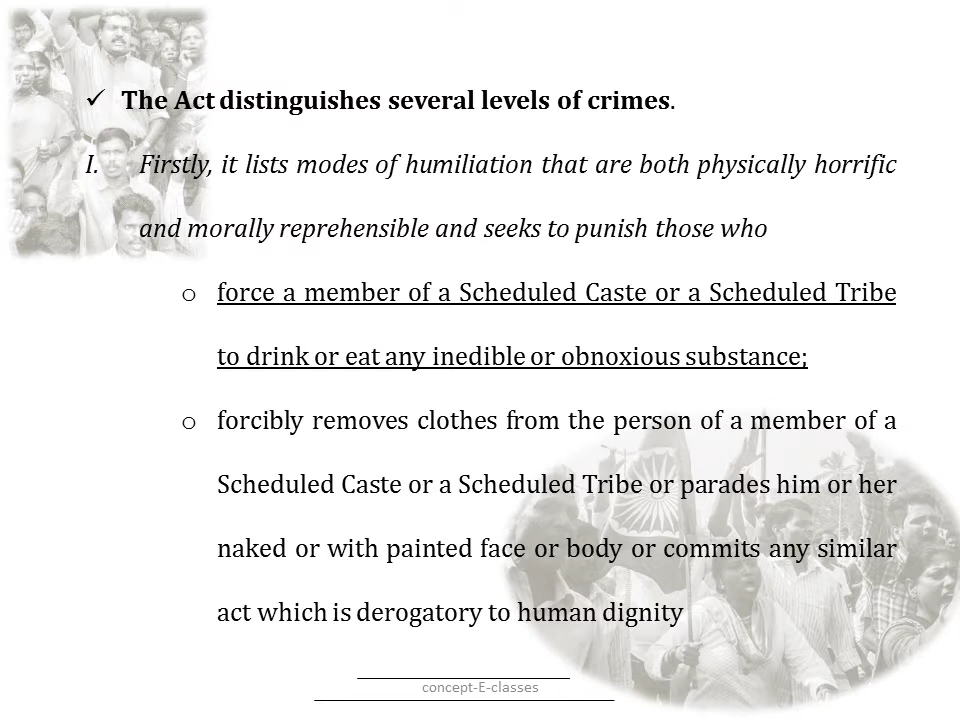 ✓ The Act distinguishes several levels of crimes.
I. Firstly, it lists modes of humiliation that are both physically horrific
and morally reprehensible and seeks to punish those who
o force a member of a Scheduled Caste or a Scheduled Tribe
to drink or eat any inedible or obnoxious substance;
o forcibly removes clothes from the person of a member of a
Scheduled Caste or a Scheduled Tribe or parades him or her
naked or with painted face or body or commits any similar
act which is derogatory to human dignity
concept-E-classes